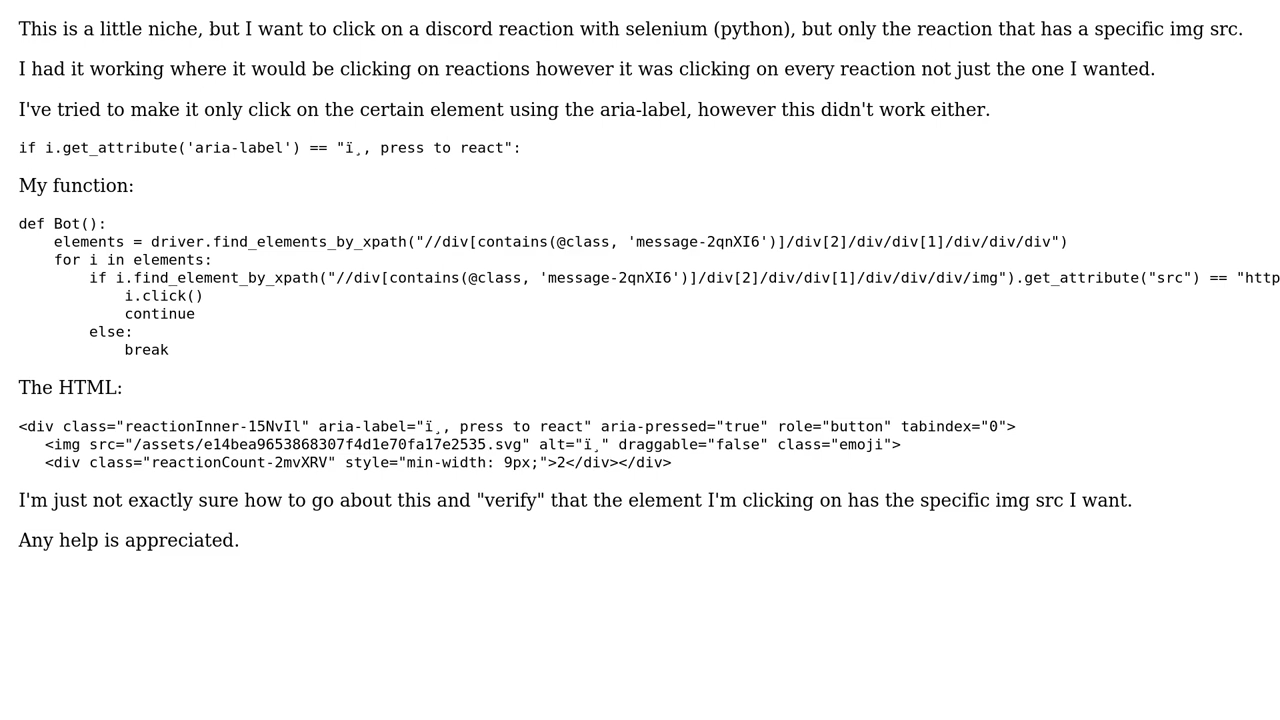 This is a little niche, but I want to click on a discord reaction with selenium (python), but only the reaction that has a specific img src.
I had it working where it would be clicking on reactions however it was clicking on every reaction not just the one I wanted.
I've tried to make it only click on the certain element using the aria-label, however this didn't work either.
if i.get_attribute('aria-label') == "ï¸, press to react":
My function:
def Bot():
    elements = driver.find_elements_by_xpath("//div[contains(@class, 'message-2qnXI6')]/div[2]/div/div[1]/div/div/div")
    for i in elements:
        if i.find_element_by_xpath("//div[contains(@class, 'message-2qnXI6')]/div[2]/div/div[1]/div/div/div/img").get_attribute("src") == "http
            i.click()
            continue
        else:
            break
The HTML:
<div class="reactionInner-15NvIl" aria-label="ï¸, press to react" aria-pressed="true" role="button" tabindex="0">
   <img src="/assets/e14bea9653868307f4d1e70fa17e2535.svg" alt="ï¸" draggable="false" class="emoji">
   <div class="reactionCount-2mvXRV" style="min-width: 9px;">2</div></div>
I'm just not exactly sure how to go about this and "verify" that the element I'm clicking on has the specific img src I want.
Any help is appreciated.